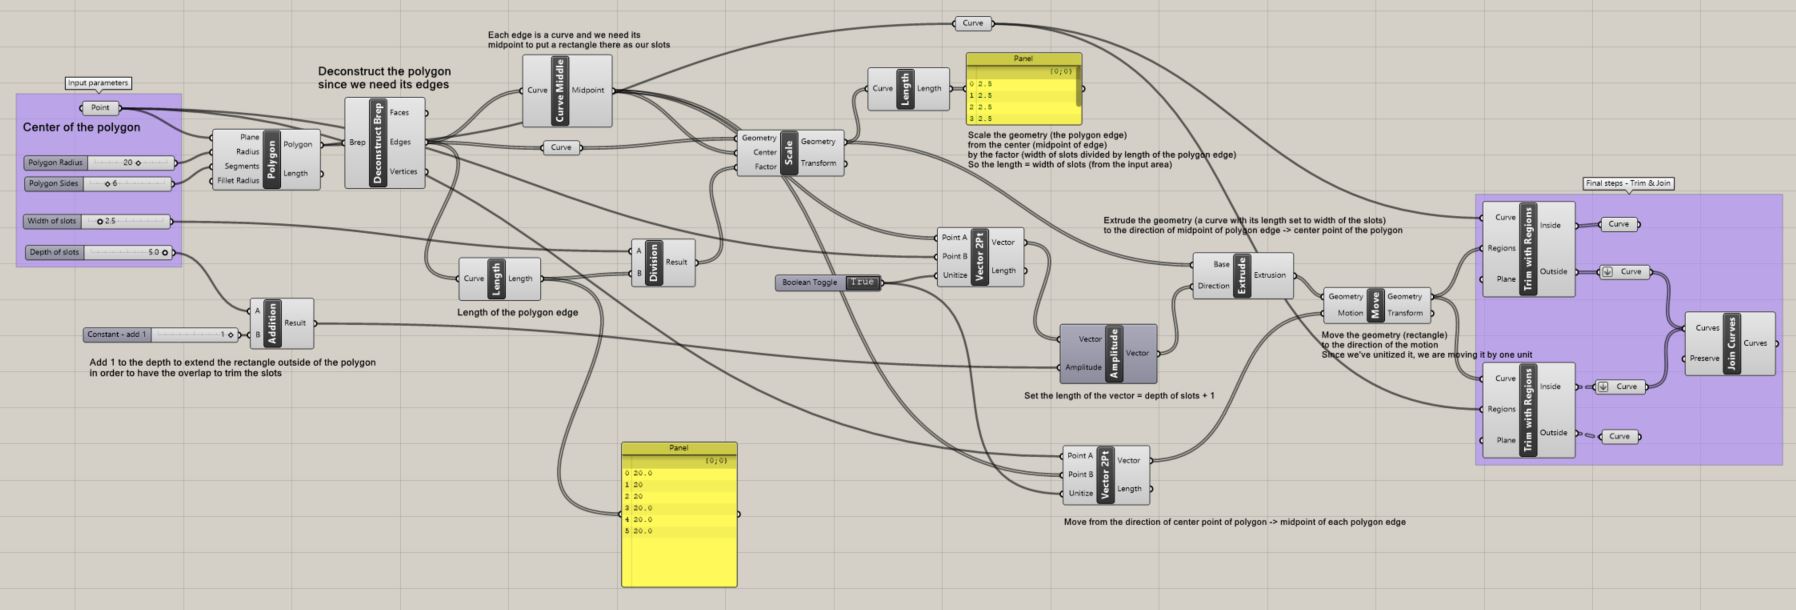 Input parameters
Point
Center of the polygon
Polygon Radius
20
Polygon Sides
6
Width of slots
2.5
Depth of slots
5.0
Plane
Radius
Segments
Fillet Radius
Polygon
Polygon
Length
A
B
Addition
Result
Constant - add 1
1
Add 1 to the depth to extend the rectangle outside of the polygon
in order to have the overlap to trim the slots
Deconstruct the polygon
since we need its edges
Brep
Deconstruct Brep
Faces
Edges
Vertices
Each edge is a curve and we need its
midpoint to put a rectangle there as our slots
Curve
Curve Middle
Midpoint
Curve
Curve
Length
Length
Length of the polygon edge
Panel
{0;0}
0 20.0
1 20
2 20
3 20.0
4 20.0
5 20.0
A
B
Division
Result
Geometry
Center
Factor
Scale
Geometry
Transform
Curve
Curve
Length
Length
Panel
{0;0}
0 2.5
1 2.5
2 2.5
3 2.5
Scale the geometry (the polygon edge)
from the center (midpoint of edge)
by the factor (width of slots divided by length of the polygon edge)
So the length = width of slots (from the input area)
Boolean Toggle
True
Point A
Point B
Unitize
Vector 2Pt
Vector
Length
Vector
Amplitude
Amplitude
Vector
Set the length of the vector = depth of slots + 1
Extrude the geometry (a curve with its length set to width of the slots)
to the direction of midpoint of polygon edge -> center point of the polygon
Base
Direction
Extrude
Extrusion
Point A
Point B
Unitize
Vector 2Pt
Vector
Length
Move from the direction of center point of polygon -> midpoint of each polygon edge
Geometry
Motion
Move
Geometry
Transform
Move the geometry (rectangle)
to the direction of the motion
Since we've unitized it, we are moving it by one unit
Final steps - Trim & Join
Curve
Regions
Plane
Trim with Regions
Inside
Outside
Curve
Curve
Curve
Regions
Plane
Trim with Regions
Inside
Outside
Curve
Curve
Curves
Preserve
Join Curves
Curves